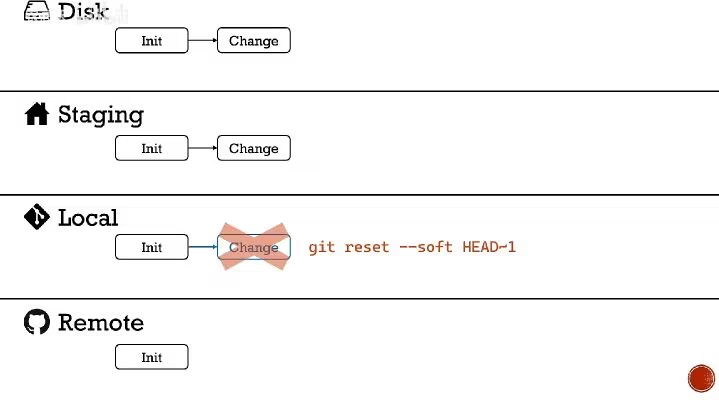 Disk
Init Change
Staging
Init Change
Local
Init Change git reset --soft HEAD~1
Remote
Init